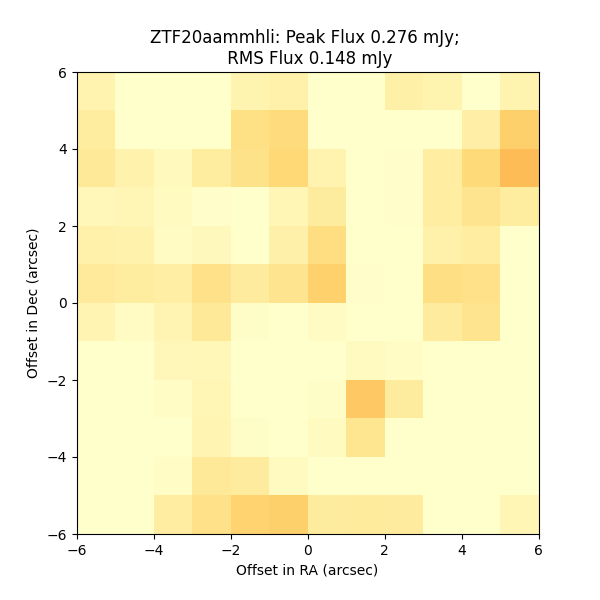 ZTF20aammhli: Peak Flux 0.276 mJy;
RMS Flux 0.148 mJy
6
4
2
0
−2
−4
−6
Offset in Dec (arcsec)
−6 −4 −2 0 2 4 6
Offset in RA (arcsec)